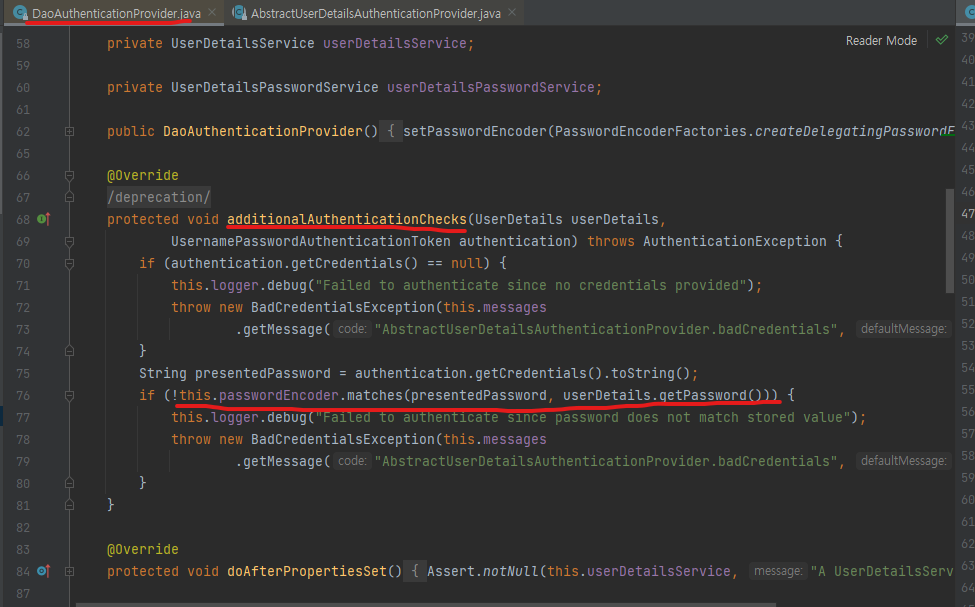 DaoAuthenticationProvider.java × AbstractUserDetailsAuthenticationProvider.java ×
Reader Mode
58 private UserDetailsService userDetailsService;
59
60 private UserDetailsPasswordService userDetailsPasswordService;
61
62 public DaoAuthenticationProvider() { setPasswordEncoder(PasswordEncoderFactories.createDelegatingPasswordE
65
66 @Override
67 /deprecation/
68 protected void additionalAuthenticationChecks(UserDetails userDetails,
69 UsernamePasswordAuthenticationToken authentication) throws AuthenticationException {
70 if (authentication.getCredentials() == null) {
71 this.logger.debug("Failed to authenticate since no credentials provided");
72 throw new BadCredentialsException(this.messages
73 .getMessage( code: "AbstractUserDetailsAuthenticationProvider.badCredentials", defaultMessage:
74 }
75 String presentedPassword = authentication.getCredentials().toString();
76 if (!this.passwordEncoder.matches(presentedPassword, userDetails.getPassword())) {
77 this.logger.debug("Failed to authenticate since password does not match stored value");
78 throw new BadCredentialsException(this.messages
79 .getMessage( code: "AbstractUserDetailsAuthenticationProvider.badCredentials", defaultMessage:
80 }
81 }
82
83 @Override
84 protected void doAfterPropertiesSet() { Assert.notNull(this.userDetailsService, message: "A UserDetailsServ
87
39
40
41
42
43
44
45
46
47
48
49
50
51
52
53
54
55
56
57
58
59
60
61
62
63
64